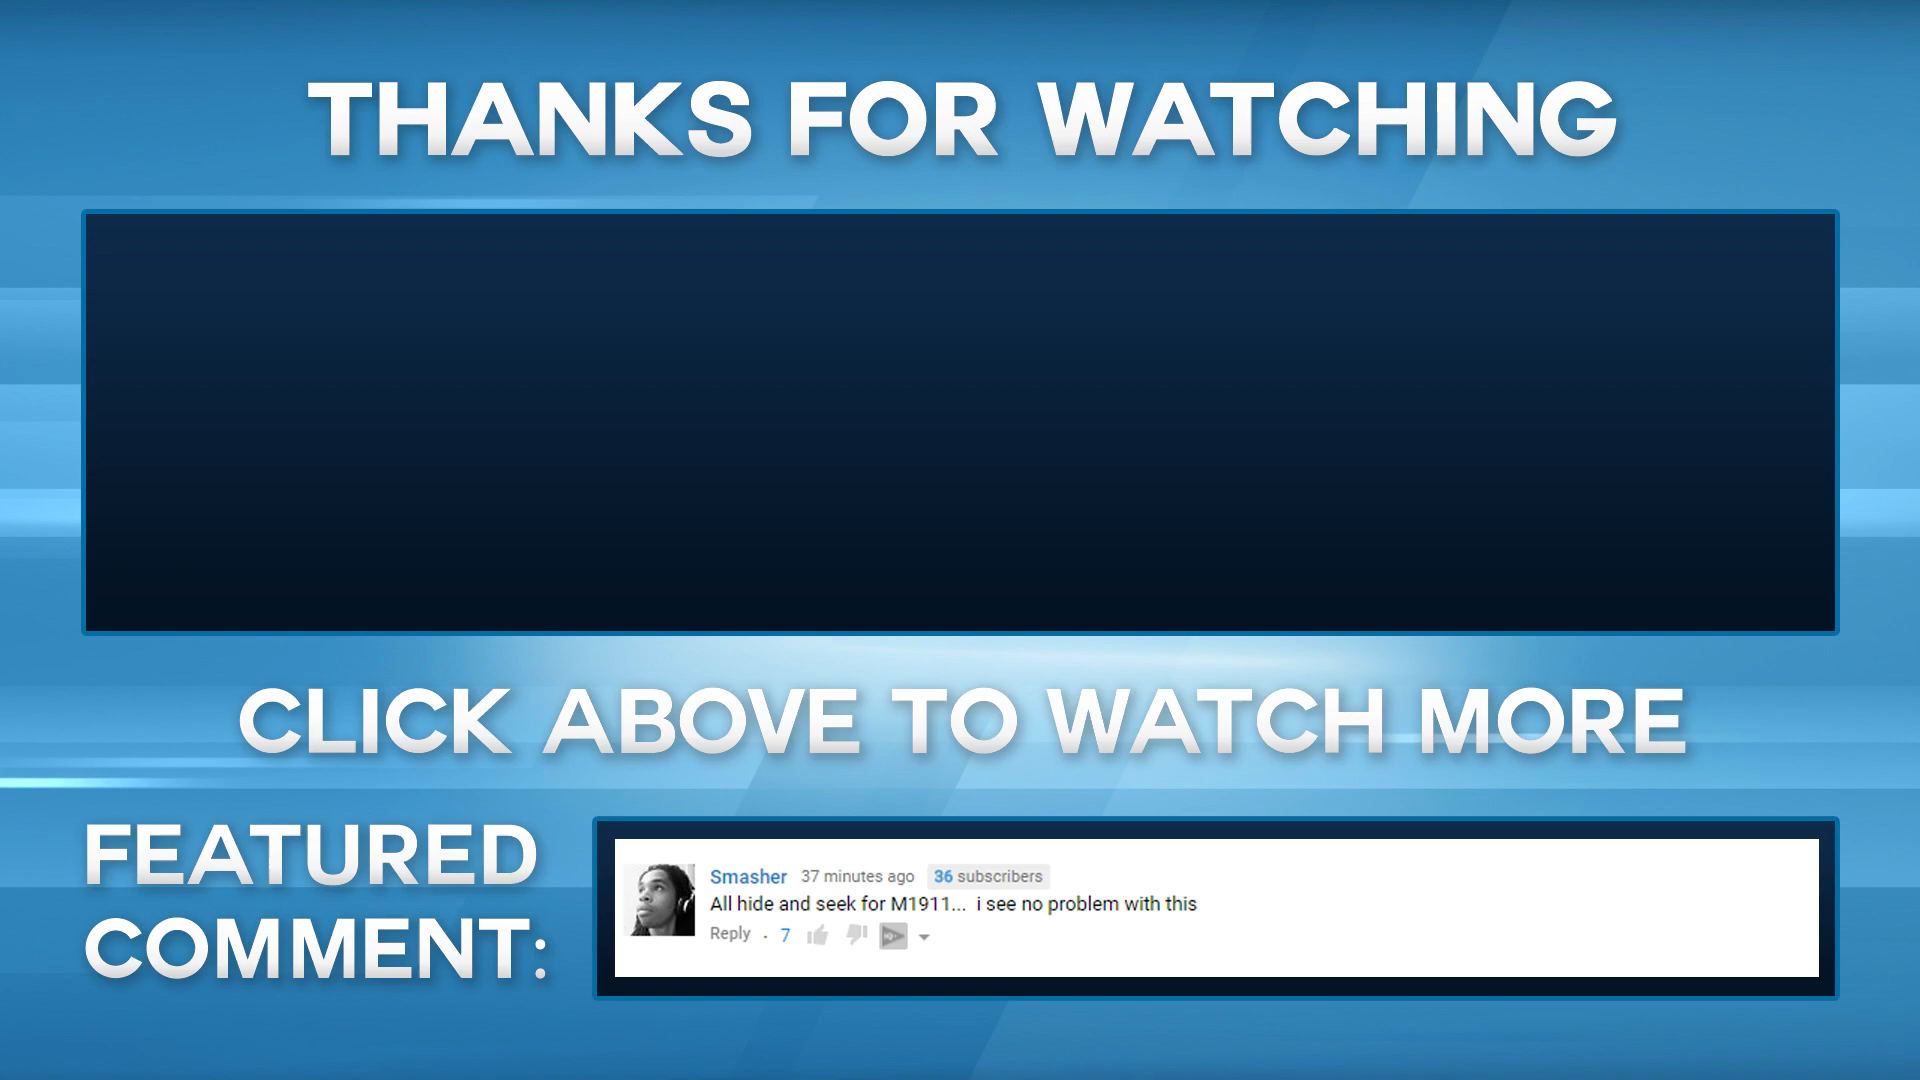 THANKS FOR WATCHING
CLICK ABOVE TO WATCH MORE
FEATURED
COMMENT:
Smasher 37 minutes ago 36 subscribers
All hide and seek for M1911... i see no problem with this
Reply . 7